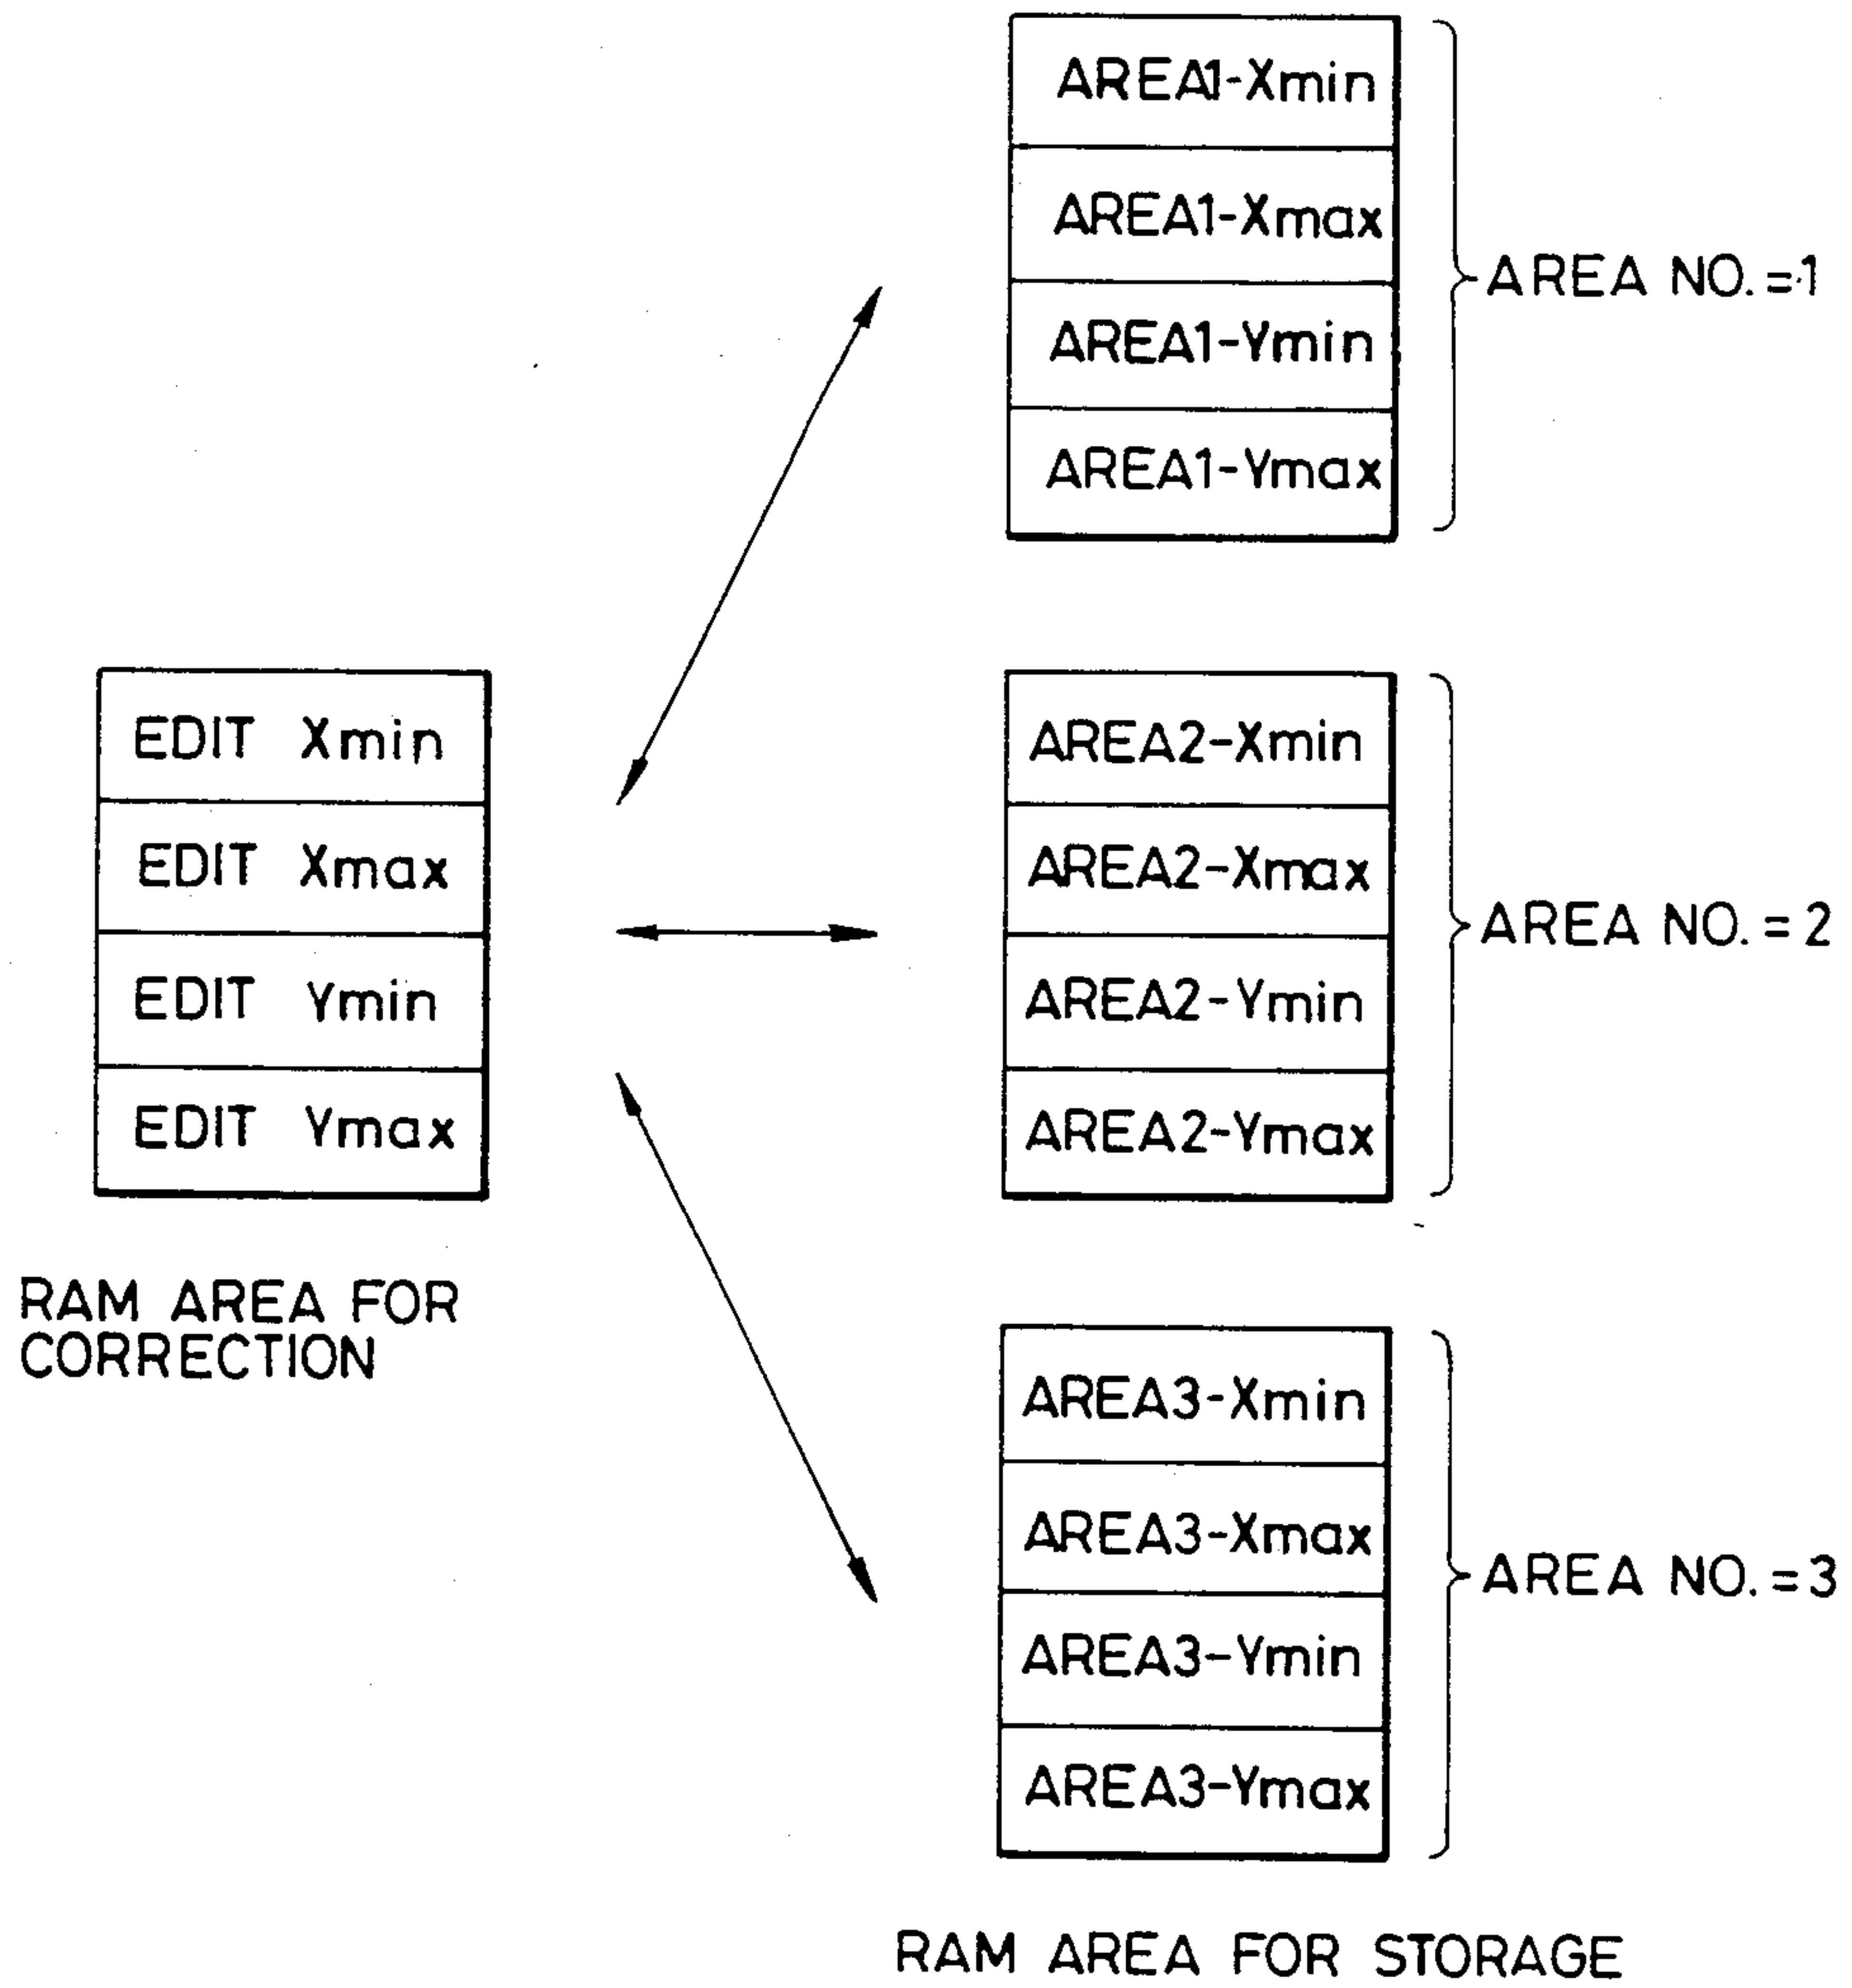 AREA1-Xmin
AREA1-Xmax
AREA1-Ymin
AREA1-Ymax
AREA NO.=1
EDIT Xmin
EDIT Xmax
EDIT Ymin
EDIT Ymax
RAM AREA FOR
CORRECTION
AREA2-Xmin
AREA2-Xmax
AREA2-Ymin
AREA2-Ymax
AREA NO.=2
AREA3-Xmin
AREA3-Xmax
AREA3-Ymin
AREA3-Ymax
AREA NO.=3
RAM AREA FOR STORAGE